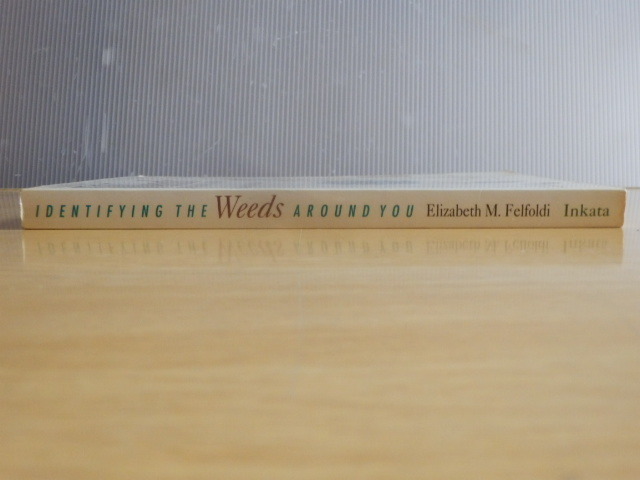 IDENTIFYING THE Weeds AROUND YOU Elizabeth M. Felfoldi Inkata